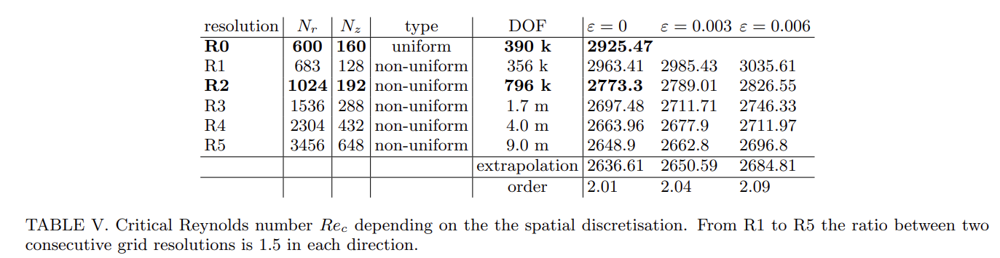 resolution N_r N_z type DOF ε = 0 ε = 0.003 ε = 0.006
R0 600 160 uniform 390 k 2925.47
R1 683 128 non-uniform 356 k 2963.41 2985.43 3035.61
R2 1024 192 non-uniform 796 k 2773.3 2789.01 2826.55
R3 1536 288 non-uniform 1.7 m 2697.48 2711.71 2746.33
R4 2304 432 non-uniform 4.0 m 2663.96 2677.9 2711.97
R5 3456 648 non-uniform 9.0 m 2648.9 2662.8 2696.8
extrapolation 2636.61 2650.59 2684.81
order 2.01 2.04 2.09
TABLE V. Critical Reynolds number Re_c depending on the the spatial discretisation. From R1 to R5 the ratio between two
consecutive grid resolutions is 1.5 in each direction.